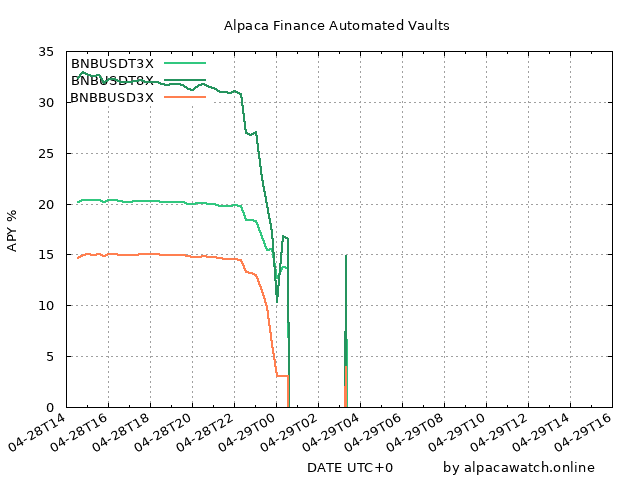 Alpaca Finance Automated Vaults
APY %
35
30
25
20
15
10
5
0
BNBUSDT3X
BNBUSDT8X
BNBBUSD3X
04-28T14
04-28T16
04-28T18
04-28T20
04-28T22
04-29T00
04-29T02
04-29T04
04-29T06
04-29T08
04-29T10
04-29T12
04-29T14
04-29T16
DATE UTC+0
by alpacawatch.online